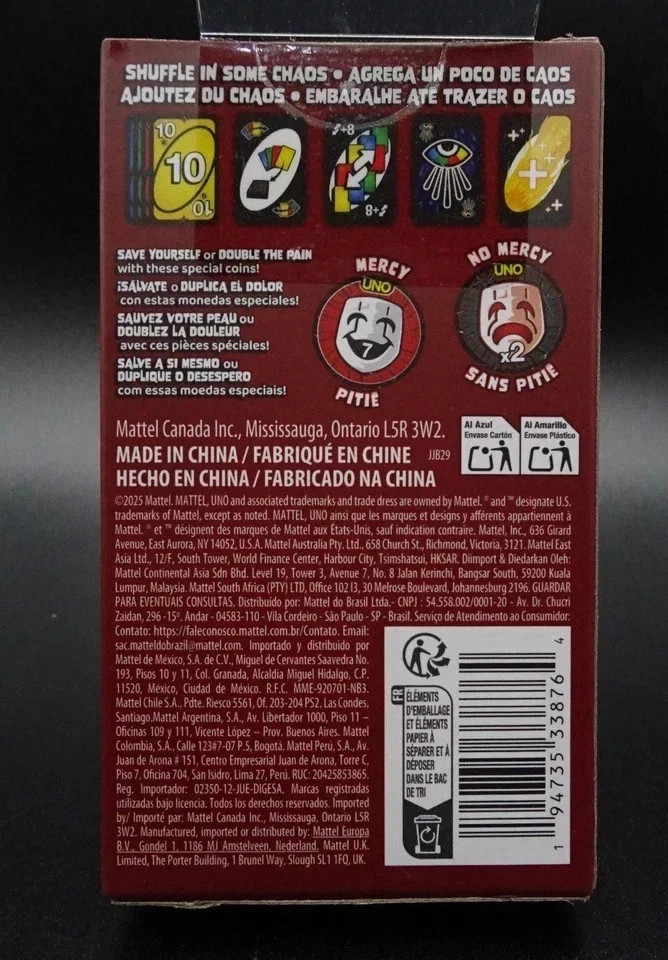 SHUFFLE IN SOME CHAOS • AGREGA UN POCO DE CAOS
AJOUTEZ DU CHAOS • EMBARALHE ATÉ TRAZER O CAOS
10
10
10
+8
8+
SAVE YOURSELF or DOUBLE THE PAIN
with these special coins!
¡SÁLVATE o DUPLICA EL DOLOR
con estas monedas especiales!
SAUVEZ VOTRE PEAU ou
DOUBLEZ LA DOULEUR
avec ces pièces spéciales!
SALVE A SI MESMO ou
DUPLIQUE O DESESPERO
com essas moedas especiais!
MERCY
UNO
7
PITIÉ
NO MERCY
UNO
x2
SANS PITIÉ
Mattel Canada Inc., Mississauga, Ontario L5R 3W2.
MADE IN CHINA / FABRIQUÉ EN CHINE JJB29
HECHO EN CHINA / FABRICADO NA CHINA
Al Azul
Envase Cartón
Al Amarillo
Envase Plástico
©2025 Mattel. MATTEL, UNO and associated trademarks and trade dress are owned by Mattel. ® and ™ designate U.S.
trademarks of Mattel, except as noted. MATTEL, UNO ainsi que les marques et designs y afférents appartiennent à
Mattel. ® et ™ désignent des marques de Mattel aux États-Unis, sauf indication contraire. Mattel, Inc., 636 Girard
Avenue, East Aurora, NY 14052, U.S.A. Mattel Australia Pty. Ltd., 658 Church St., Richmond, Victoria, 3121. Mattel East
Asia Ltd., 12/F, South Tower, World Finance Center, Harbour City, Tsimshatsui, HKSAR. Diimport & Diedarkan Oleh:
Mattel Continental Asia Sdn Bhd. Level 19, Tower 3, Avenue 7, No. 8 Jalan Kerinchi, Bangsar South, 59200 Kuala
Lumpur, Malaysia. Mattel South Africa (PTY) LTD, Office 102 I3, 30 Melrose Boulevard, Johannesburg 2196. GUARDAR
PARA EVENTUAIS CONSULTAS. Distribuido por: Mattel do Brasil Ltda.- CNPJ : 54.558.002/0001-20 - Av. Dr. Chucri
Zaidan, 296 -15º. Andar - 04583-110 - Vila Cordeiro - São Paulo - SP - Brasil. Serviço de Atendimento ao Consumidor:
Contato: https://faleconosco.mattel.com.br/Contato. Email:
sac.matteldobrazil@mattel.com. Importado y distribuido por
Mattel de México, S.A. de C.V., Miguel de Cervantes Saavedra No.
193, Pisos 10 y 11, Col. Granada, Alcaldía Miguel Hidalgo, C.P.
11520, México, Ciudad de México. R.F.C. MME-920701-NB3.
Mattel Chile S.A., Pdte. Riesco 5561, Of. 203-204 PS2, Las Condes,
Santiago.Mattel Argentina, S.A., Av. Libertador 1000, Piso 11 –
Oficinas 109 y 111, Vicente López – Prov. Buenos Aires. Mattel
Colombia, S.A., Calle 123#7-07 P.5, Bogotá. Mattel Perú, S.A., Av.
Juan de Arona # 151, Centro Empresarial Juan de Arona, Torre C,
Piso 7, Oficina 704, San Isidro, Lima 27, Perú. RUC: 20425853865.
Reg. Importador: 02350-12-JUE-DIGESA. Marcas registradas
utilizadas bajo licencia. Todos los derechos reservados. Imported
by/ Importé par: Mattel Canada Inc., Mississauga, Ontario L5R
3W2. Manufactured, imported or distributed by: Mattel Europa
B.V., Gondel 1, 1186 MJ Amstelveen, Nederland. Mattel U.K.
Limited, The Porter Building, 1 Brunel Way, Slough SL1 1FQ, UK.
FR
ÉLÉMENTS
D'EMBALLAGE
ET ÉLÉMENTS
PAPIER À
SÉPARER ET À
DÉPOSER
DANS LE BAC
DE TRI
1 94735 33876 4